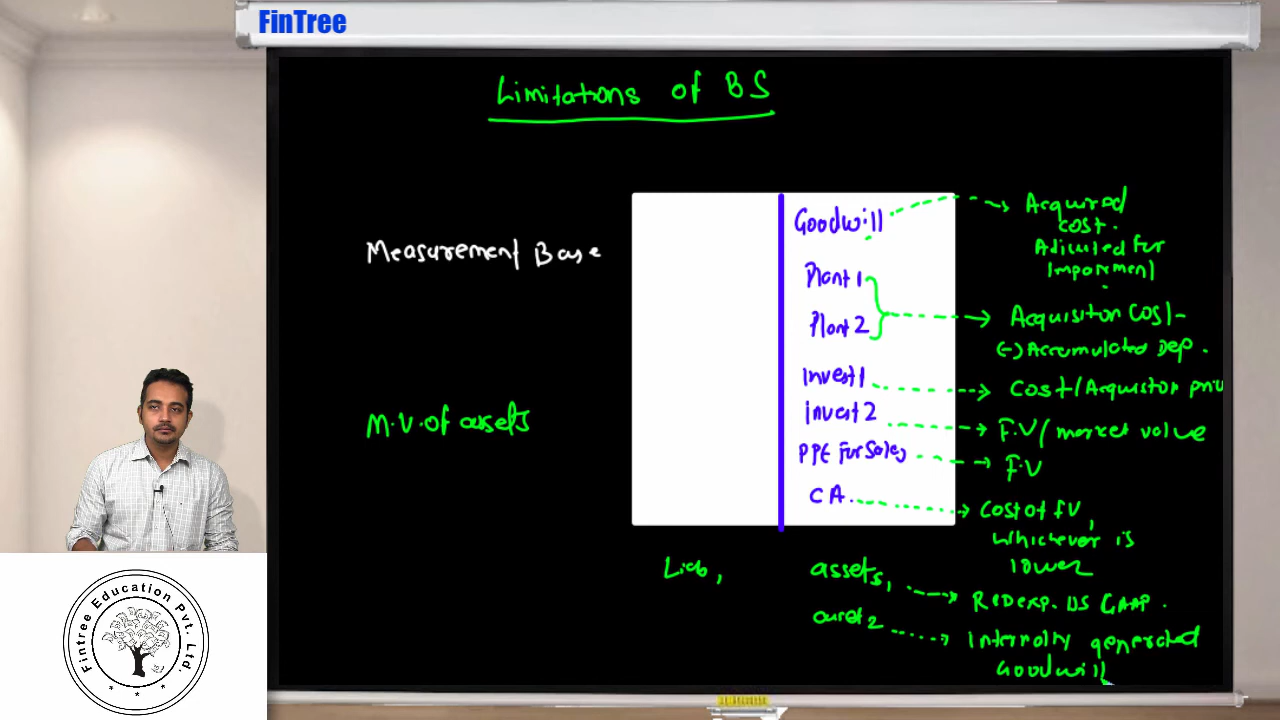 FinTree
Limitations of BS
Measurement Base
M.V. of assets
Goodwill
Plant 1
Plant 2
Invest 1
invest 2
PPE for Sales
CA
Acquired
cost.
Adjusted for
Impairment
Acquisition Cost
(-) Accumulated Dep.
Cost/Acquistor
F.V/market value
F.V
Cost of FV,
whichever is
lower
Liab,
assets,
asset 2
R&D exp. US GAAP.
Internally generated
Goodwill
Fintree Education Pvt. Ltd.